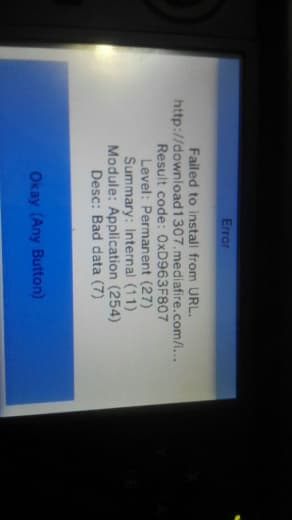 Error
Failed to install from URL.
http://download1307.mediafire.com/i...
Result code: 0xD963F807
Level: Permanent (27)
Summary: Internal (11)
Module: Application (254)
Desc: Bad data (7)
Okay (Any Button)